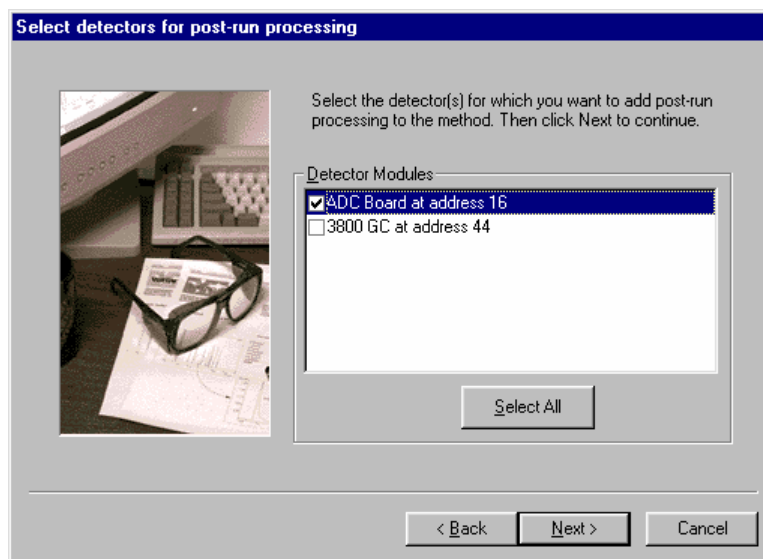 Select detectors for post-run processing
Select the detector(s) for which you want to add post-run
processing to the method. Then click Next to continue.
Detector Modules
ADC Board at address 16
3800 GC at address 44
Select All
< Back
Next >
Cancel